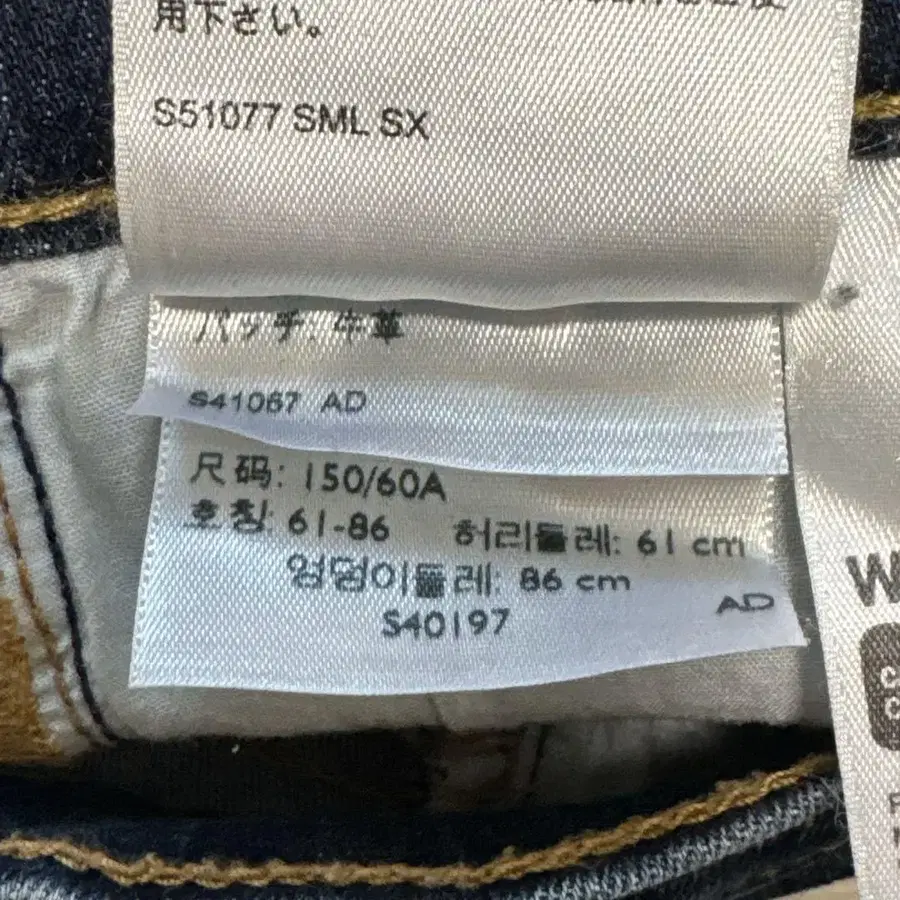 用下さい。
S51077 SML SX
パッチ: 牛革
S41067 AD
尺码: 150/60A
호칭: 61-86 허리둘레: 61 cm
엉덩이둘레: 86 cm
S40197 AD
W